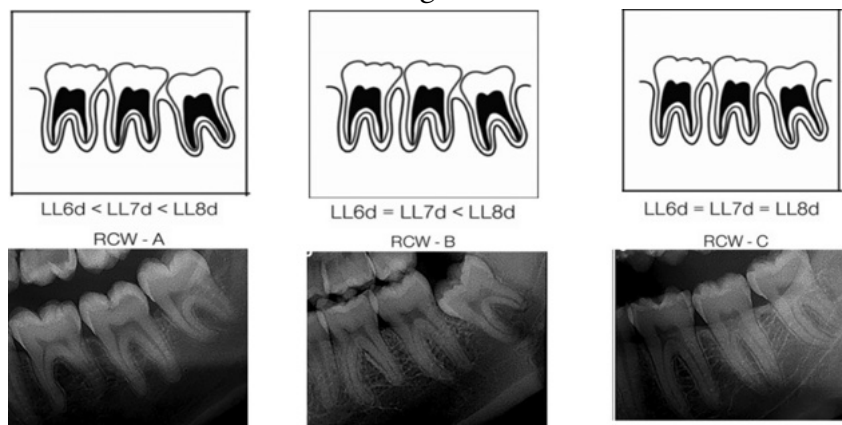 LL6d < LL7d < LL8d
LL6d = LL7d < LL8d
LL6d = LL7d = LL8d
RCW - A
RCW - B
RCW - C